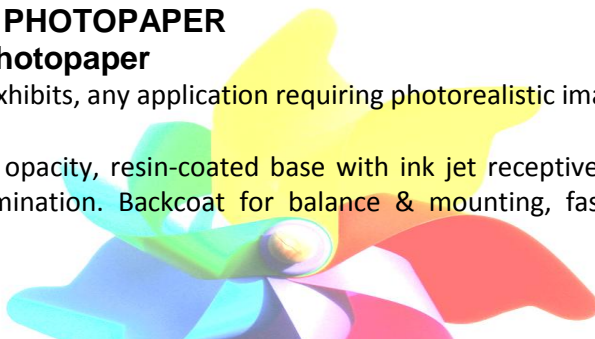 PHOTOPAPER
hotopaper
xhibits, any application requiring photorealistic ima
opacity, resin-coated base with ink jet receptive
mination. Backcoat for balance & mounting, fas